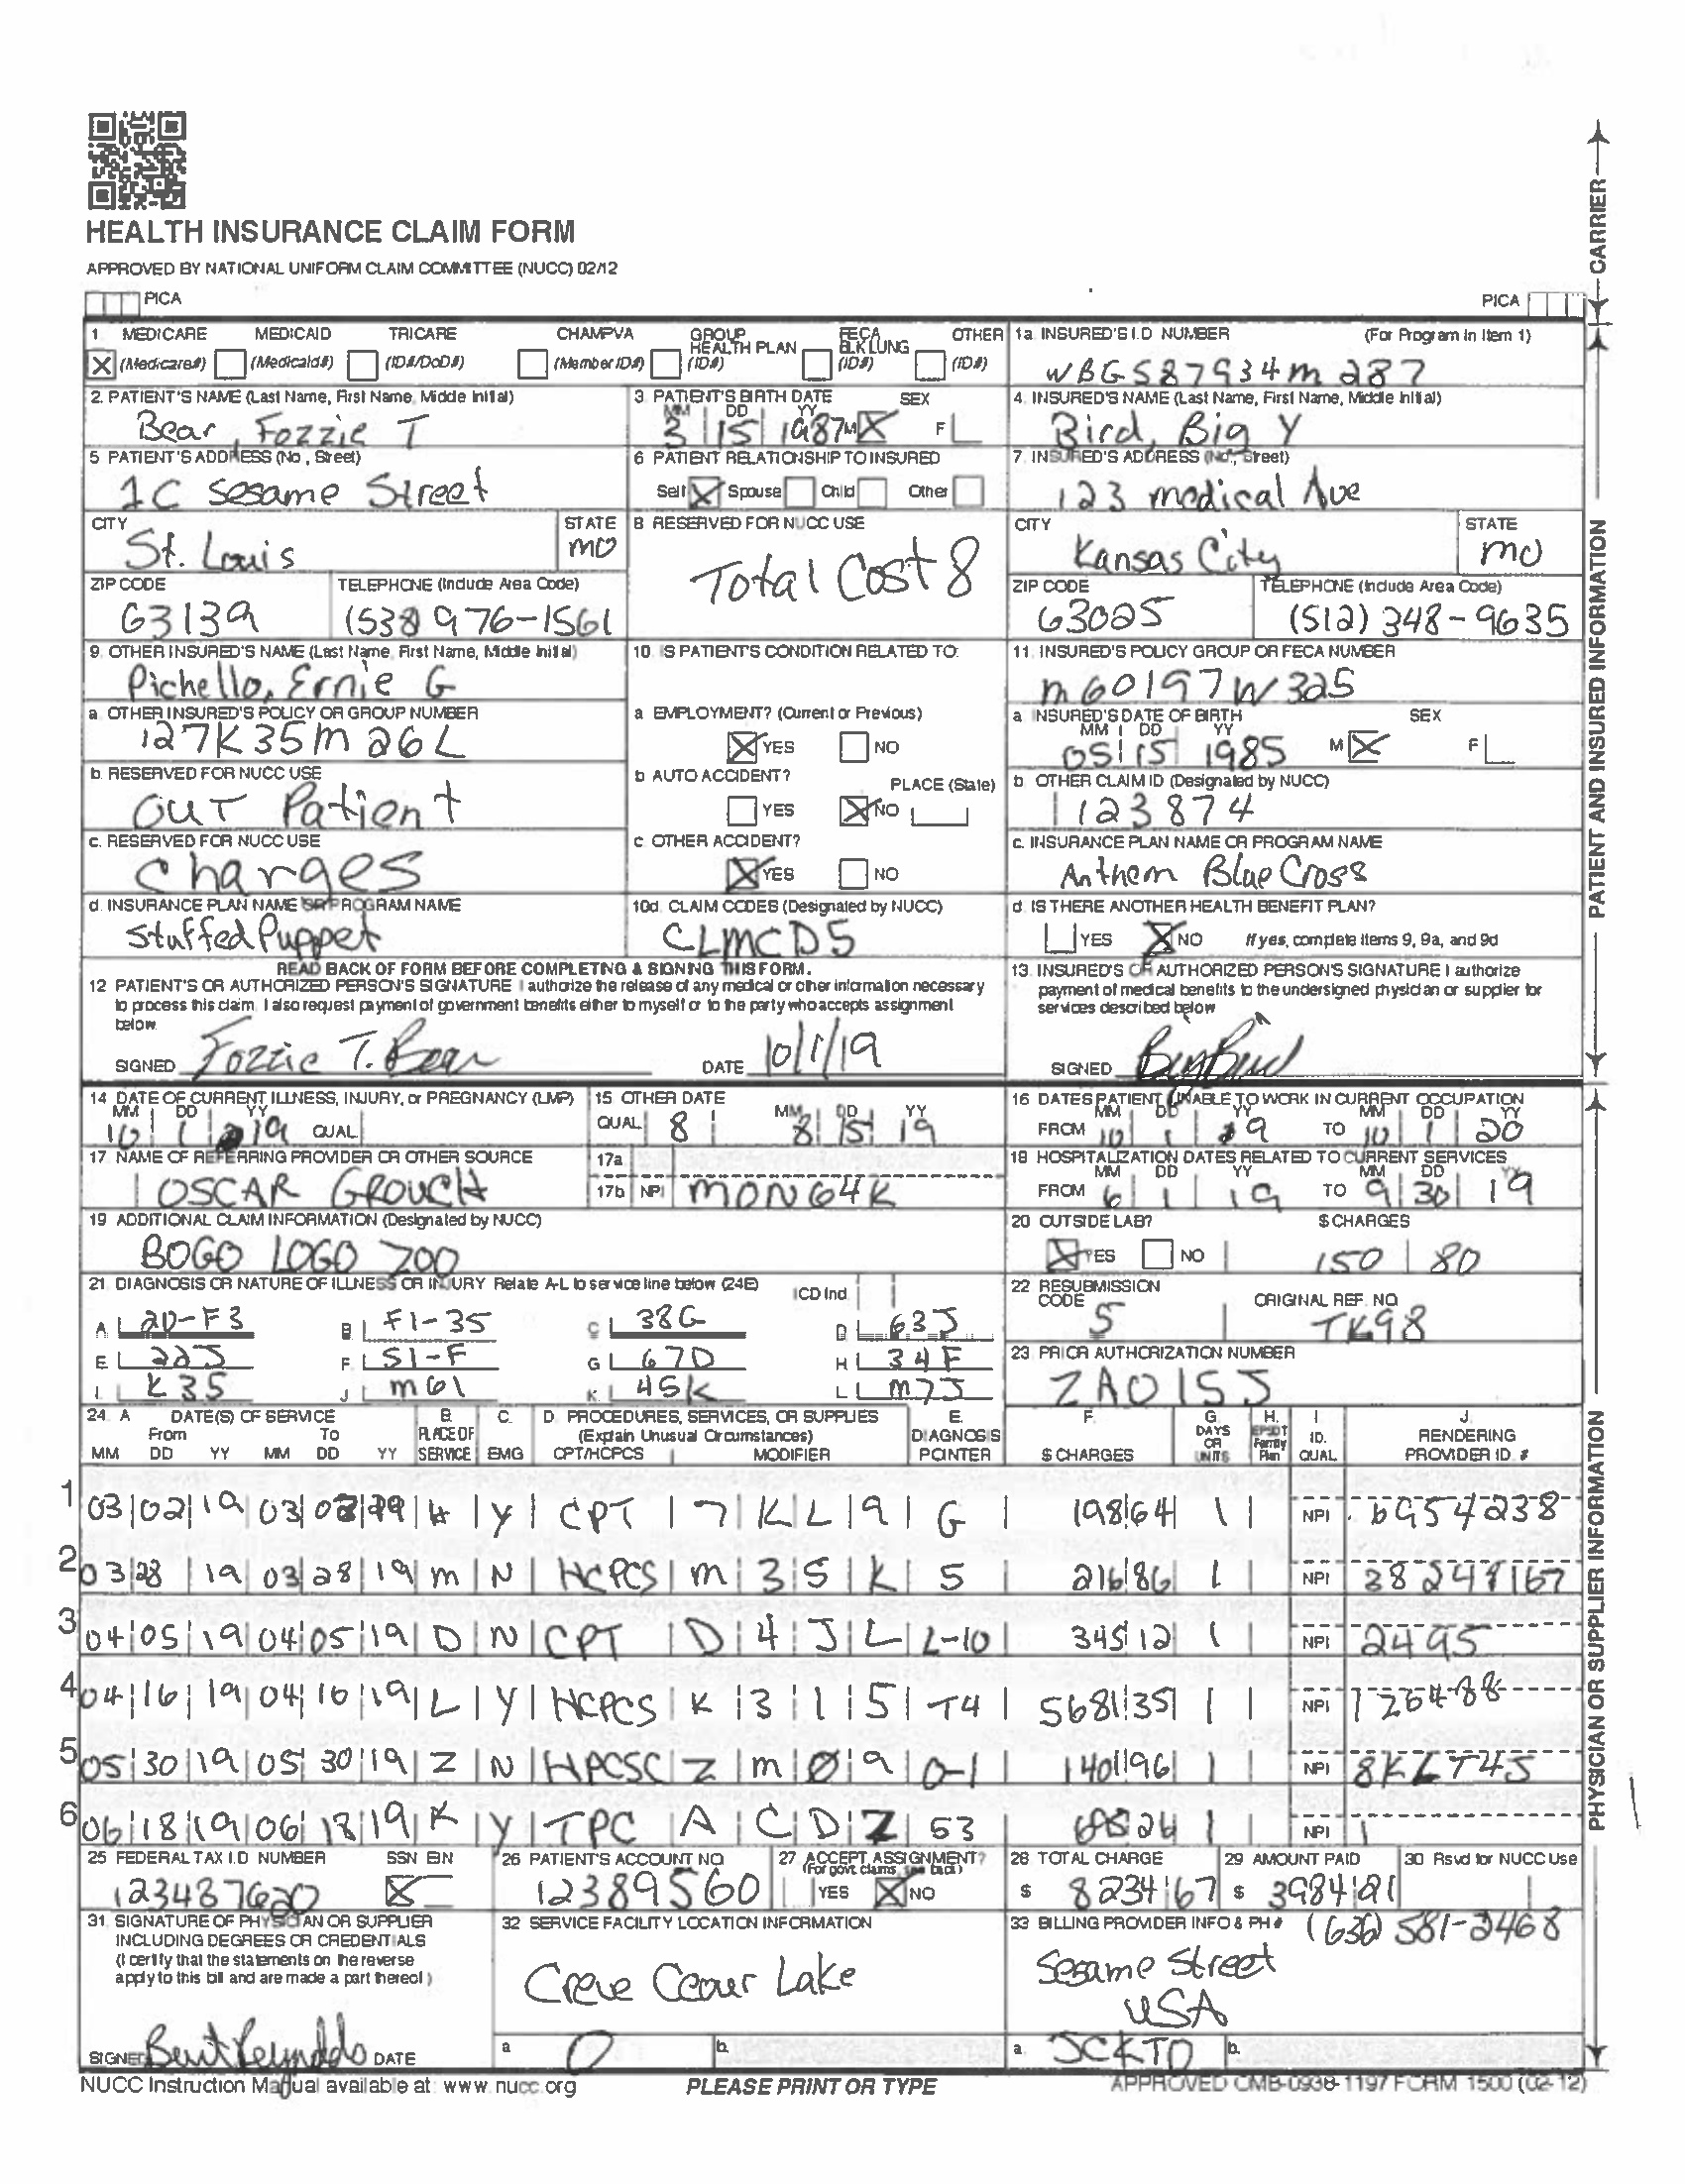 HEALTH INSURANCE CLAIM FORM
APPROVED BY NATIONAL UNIFORM CLAIM COMMITTEE (NUCC) 02/12
PICA
PICA
CARRIER
1 MEDICARE MEDICAID TRICARE CHAMPVA GROUP HEALTH PLAN FECA BLK LUNG OTHER
X (Medicare#) (Medicaid#) (ID#/DoD#) (Member ID#) (ID#) (ID#) (ID#)
1a INSURED'S I.D NUMBER (For Program in Item 1)
WBG587934m287
2. PATIENT'S NAME (Last Name, First Name, Middle Initial)
Bear, Fozzie T
3. PATIENT'S BIRTH DATE SEX
MM DD YY
3 15 1987 M X F
4. INSURED'S NAME (Last Name, First Name, Middle Initial)
Bird, Big Y
5 PATIENT'S ADDRESS (No, Street)
1C Sesame Street
6 PATIENT RELATIONSHIP TO INSURED
Self X Spouse Child Other
7. INSURED'S ADDRESS (No., Street)
123 medical Ave
CITY STATE
St. Louis MO
8 RESERVED FOR NUCC USE
Total Cost 8
CITY STATE
Kansas City MO
ZIP CODE TELEPHONE (Include Area Code)
63139 976-1561
ZIP CODE TELEPHONE (Include Area Code)
63025 (512) 348-9635
9. OTHER INSURED'S NAME (Last Name, First Name, Middle Initial)
Pichello, Ernie G
10 IS PATIENT'S CONDITION RELATED TO:
11. INSURED'S POLICY GROUP OR FECA NUMBER
m60197W325
a OTHER INSURED'S POLICY OR GROUP NUMBER
127K35m26L
a EMPLOYMENT? (Current or Previous)
X YES NO
a INSURED'S DATE OF BIRTH SEX
MM DD YY
05 15 1985 M X F
b. RESERVED FOR NUCC USE
OUT Patient
b AUTO ACCIDENT? PLACE (State)
YES X NO
b OTHER CLAIM ID (Designated by NUCC)
123874
c. RESERVED FOR NUCC USE
Charges
c OTHER ACCIDENT?
X YES NO
c. INSURANCE PLAN NAME OR PROGRAM NAME
Anthem Blue Cross
d. INSURANCE PLAN NAME OR PROGRAM NAME
Stuffed Puppet
10d. CLAIM CODES (Designated by NUCC)
CLMCD5
d IS THERE ANOTHER HEALTH BENEFIT PLAN?
YES X NO If yes, complete items 9, 9a, and 9d
READ BACK OF FORM BEFORE COMPLETING & SIGNING THIS FORM.
12 PATIENT'S OR AUTHORIZED PERSON'S SIGNATURE I authorize the release of any medical or other information necessary
to process this claim. I also request payment of government benefits either to myself or to the party who accepts assignment
below
SIGNED Fozzie T. Bear DATE 10/1/19
13. INSURED'S OR AUTHORIZED PERSON'S SIGNATURE I authorize
payment of medical benefits to the undersigned physician or supplier for
services described below
SIGNED Big Bird
PATIENT AND INSURED INFORMATION
14 DATE OF CURRENT ILLNESS, INJURY, or PREGNANCY (LMP)
MM DD YY
10 1 19 QUAL
15 OTHER DATE
QUAL 8 MM DD YY
8 15 19
16 DATES PATIENT UNABLE TO WORK IN CURRENT OCCUPATION
MM DD YY MM DD YY
FROM 10 1 TO 10 1 20
17. NAME OF REFERRING PROVIDER OR OTHER SOURCE
OSCAR GROUCH
17a
17b NPI MON64K
18 HOSPITALIZATION DATES RELATED TO CURRENT SERVICES
MM DD YY MM DD YY
FROM 6 1 19 TO 9 30 19
19 ADDITIONAL CLAIM INFORMATION (Designated by NUCC)
BOGO LOGO 700
20 OUTSIDE LAB? $ CHARGES
X YES NO 150 80
21. DIAGNOSIS OR NATURE OF ILLNESS OR INJURY Relate A-L to service line below (24E) ICD Ind
A 20-F3 B F1-35 C 38G D 63J
E 22J F. 51-F G 67D H 34F
I. K35 J m61 K 45K L m7J
22 RESUBMISSION CODE ORIGINAL REF. NO
5 TK98
23 PRIOR AUTHORIZATION NUMBER
ZA015J
24. A DATE(S) OF SERVICE B. C. D. PROCEDURES, SERVICES, OR SUPPLIES E. F. G. H. I. J.
From To PLACE OF (Explain Unusual Circumstances) DIAGNOSIS DAYS OR EPSDT Family ID. RENDERING
MM DD YY MM DD YY SERVICE EMG CPT/HCPCS MODIFIER POINTER $ CHARGES UNITS Plan QUAL PROVIDER ID. #
1 03 02 19 03 Y CPT 7 K L 9 G 198 64 1 NPI 6954238
2 03 28 19 03 28 19 m N HCPCS m 3 5 K 5 216 86 1 NPI
3 04 05 19 04 05 19 D N CPT D 4 J L L-10 345 12 1 NPI 2495
4 04 16 19 04 16 19 L Y HCPCS K 3 1 5 T4 5681 35 1 NPI 126488
5 05 30 19 05 30 19 Z N HPCSC Z m 0 9 0-1 1401 96 1 NPI 8KLT45
6 06 18 19 06 18 19 K Y TPC A C D Z 53 1 NPI 1
25 FEDERAL TAX I.D NUMBER SSN EIN
1234837620 X
26 PATIENT'S ACCOUNT NO
12389560
27 ACCEPT ASSIGNMENT?
(For govt. claims, see back)
YES X NO
28 TOTAL CHARGE
$ 8234 67
29 AMOUNT PAID
$ 3984 21
30 Rsvd for NUCC Use
31. SIGNATURE OF PHYSICIAN OR SUPPLIER
INCLUDING DEGREES OR CREDENTIALS
(I certify that the statements on the reverse
apply to this bill and are made a part thereof)
SIGNED Burt Reynolds DATE
32 SERVICE FACILITY LOCATION INFORMATION
Creve Ceour Lake
a 0 b.
33 BILLING PROVIDER INFO & PH # (636) 581-2468
Sesame Street
USA
a. JCKTD b.
PHYSICIAN OR SUPPLIER INFORMATION
NUCC Instruction Manual available at: www.nucc.org PLEASE PRINT OR TYPE APPROVED OMB-0938-1197 FORM 1500 (02-12)